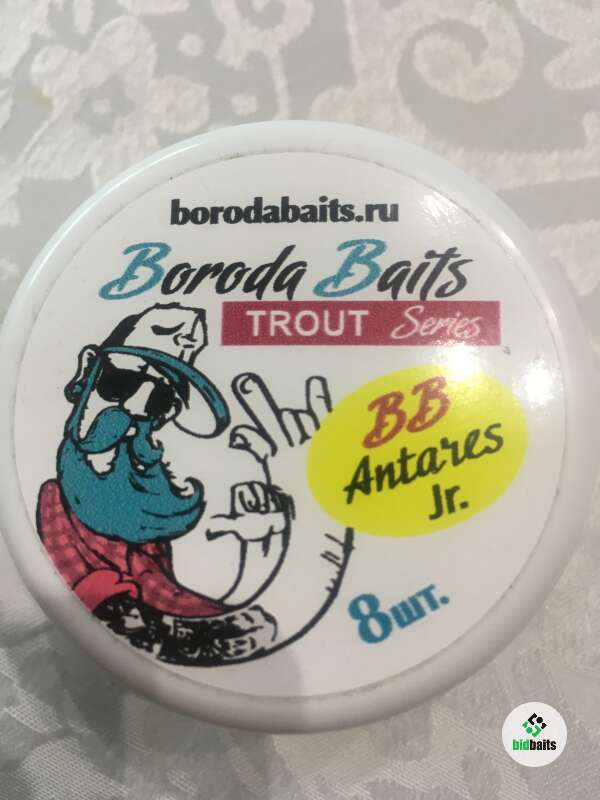 borodabaits.ru
Boroda Baits
TROUT Series
BB
Antares
Jr.
8шт.
bidbaits